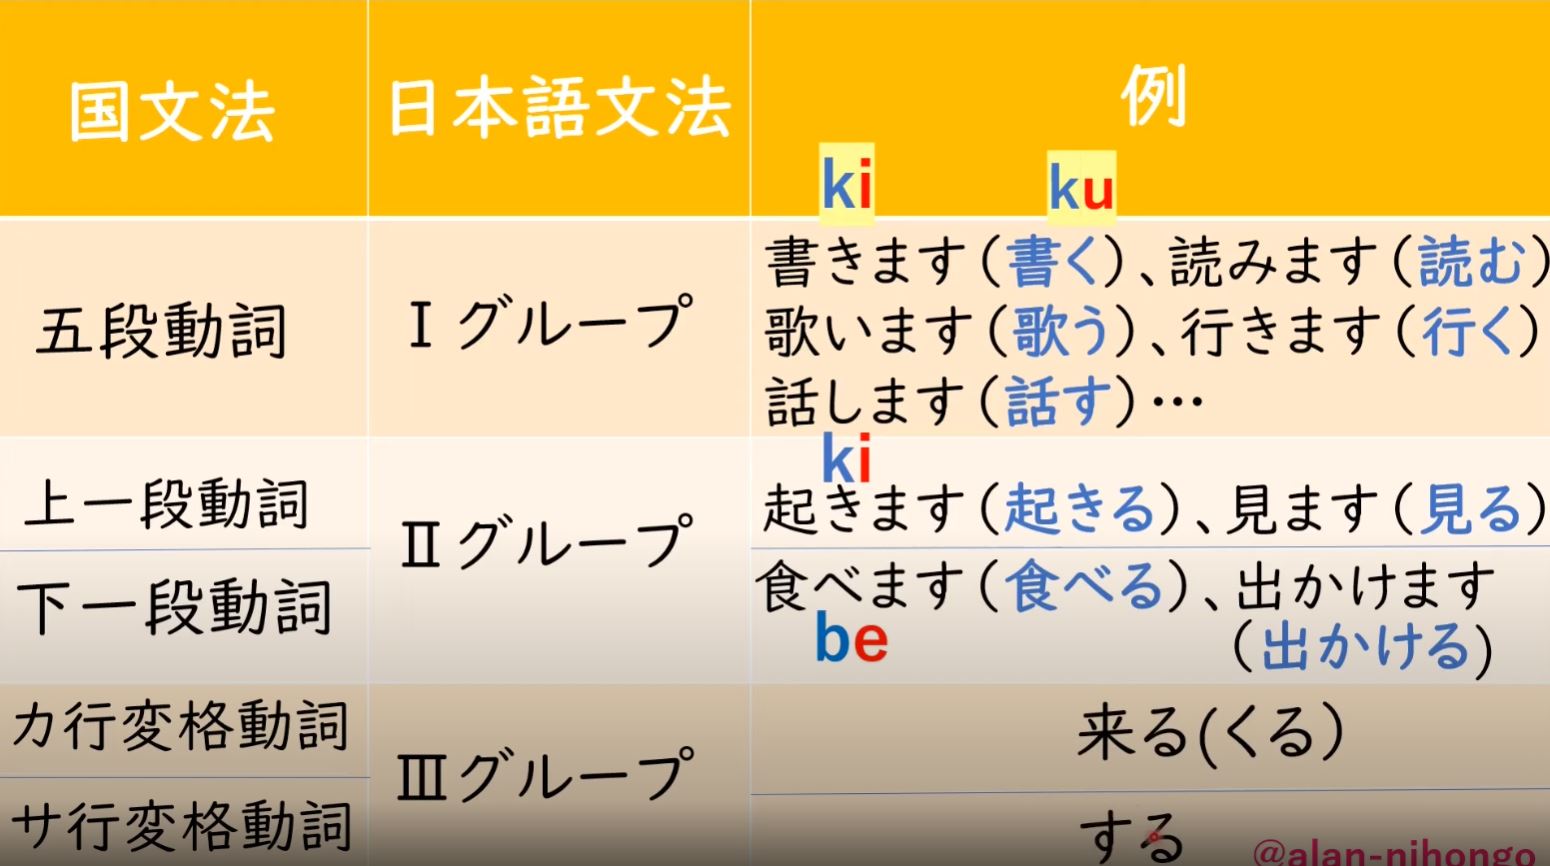 国文法
日本語文法
例
ki
ku
五段動詞
Ⅰグループ
書きます(書く)、読みます(読む)
歌います(歌う)、行きます(行く)
話します(話す)…
上一段動詞
Ⅱグループ
ki
起きます(起きる)、見ます(見る)
下一段動詞
食べます(食べる)、出かけます
be
(出かける)
カ行変格動詞
Ⅲグループ
来る(くる)
サ行変格動詞
する
@alan-nihongo